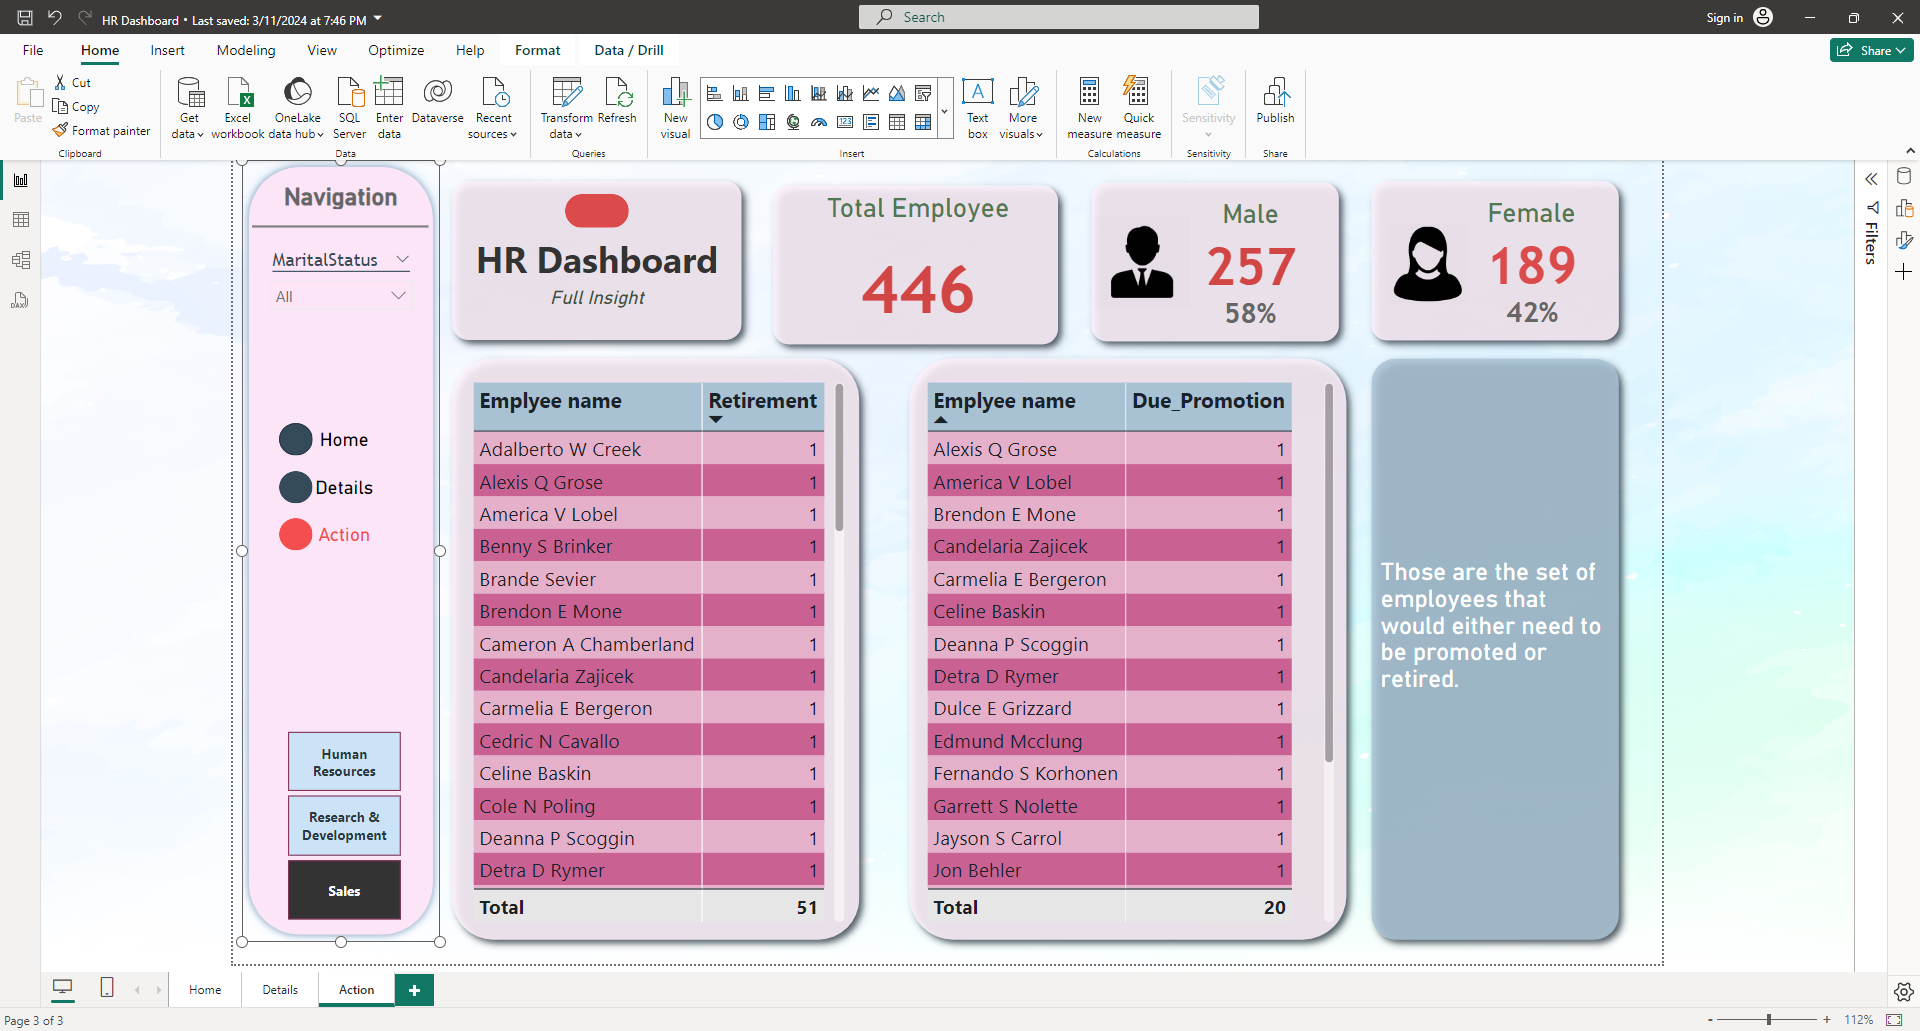 HR Dashboard • Last saved: 3/11/2024 at 7:46 PM
Search
Sign in
File
Home
Insert
Modeling
View
Optimize
Help
Format
Data / Drill
Share
Paste
Cut
Copy
Format painter
Clipboard
Get data
Excel workbook
OneLake data hub
SQL Server
Enter data
Dataverse
Recent sources
Data
Transform data
Refresh
Queries
New visual
Text box
More visuals
Insert
New measure
Quick measure
Calculations
Sensitivity
Sensitivity
Publish
Share
Navigation
MaritalStatus
All
Home
Details
Action
Human
Resources
Research &
Development
Sales
HR Dashboard
Full Insight
Total Employee
446
Male
257
58%
Female
189
42%
Emplyee name Retirement
Adalberto W Creek 1
Alexis Q Grose 1
America V Lobel 1
Benny S Brinker 1
Brande Sevier 1
Brendon E Mone 1
Cameron A Chamberland 1
Candelaria Zajicek 1
Carmelia E Bergeron 1
Cedric N Cavallo 1
Celine Baskin 1
Cole N Poling 1
Deanna P Scoggin 1
Detra D Rymer 1
Total 51
Emplyee name Due_Promotion
Alexis Q Grose 1
America V Lobel 1
Brendon E Mone 1
Candelaria Zajicek 1
Carmelia E Bergeron 1
Celine Baskin 1
Deanna P Scoggin 1
Detra D Rymer 1
Dulce E Grizzard 1
Edmund Mcclung 1
Fernando S Korhonen 1
Garrett S Nolette 1
Jayson S Carrol 1
Jon Behler 1
Total 20
Those are the set of
employees that
would either need to
be promoted or
retired.
Filters
Home
Details
Action
Page 3 of 3
112%